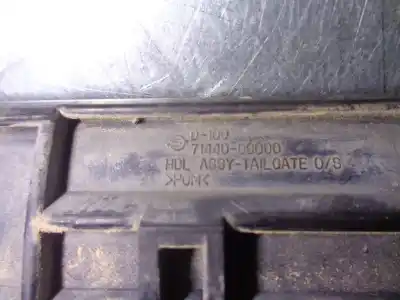 D-100
71440-00000
HDL ASSY-TAILGATE O/S
>POM<